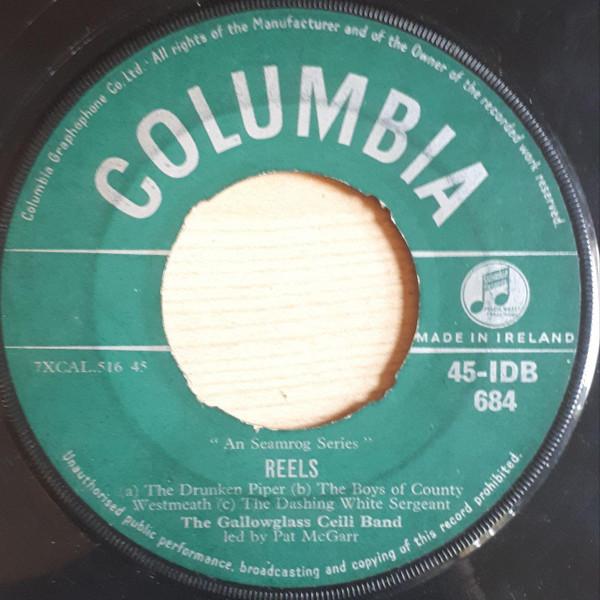 Columbia Graphophone Co. Ltd. · All rights of the Manufacturer and of the Owner of the recorded work reserved.
COLUMBIA
MADE IN IRELAND
7XCAL.516 45
45-IDB
684
“ An Seamrog Series ”
REELS
(a) The Drunken Piper (b) The Boys of County
Westmeath (c) The Dashing White Sergeant
The Gallowglass Ceili Band
led by Pat McGarr
Unauthorised public performance, broadcasting and copying of this record prohibited.